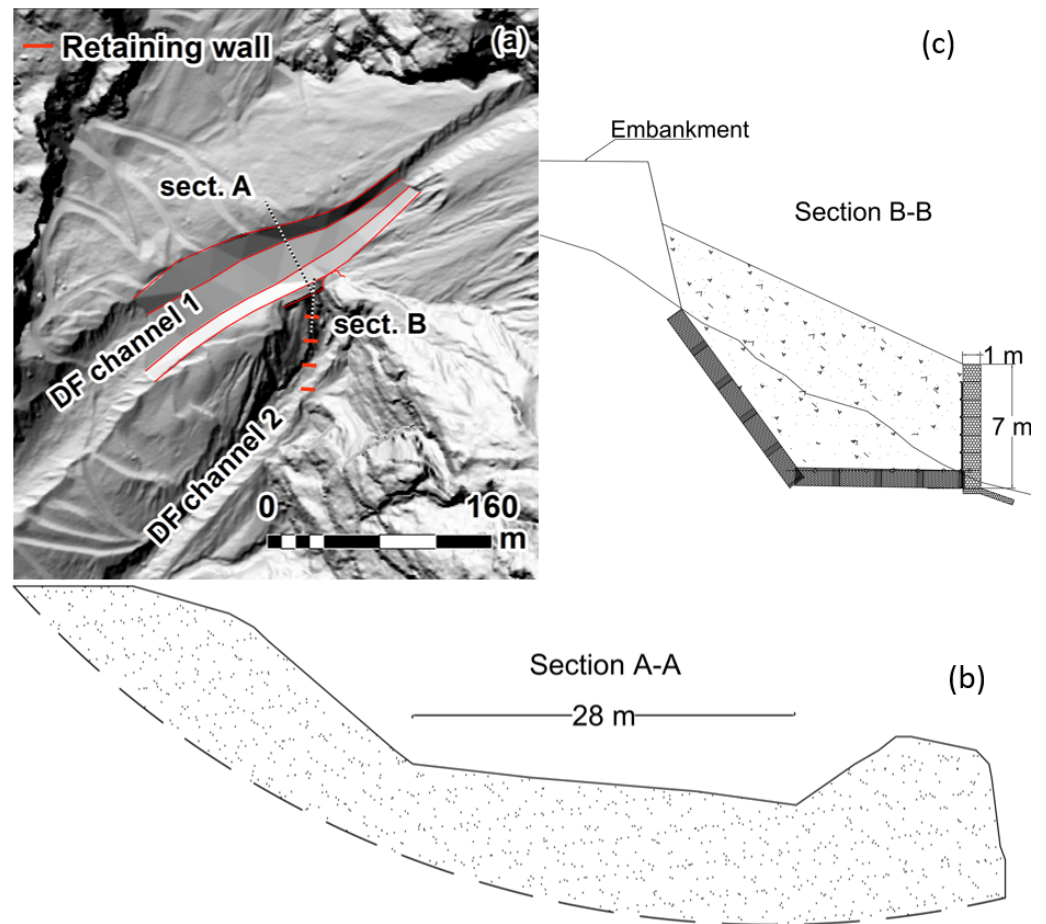 Retaining wall
(a)
sect. A
sect. B
DF channel 1
DF channel 2
0
160
m
(c)
Embankment
Section B-B
1 m
7 m
Section A-A
(b)
28 m